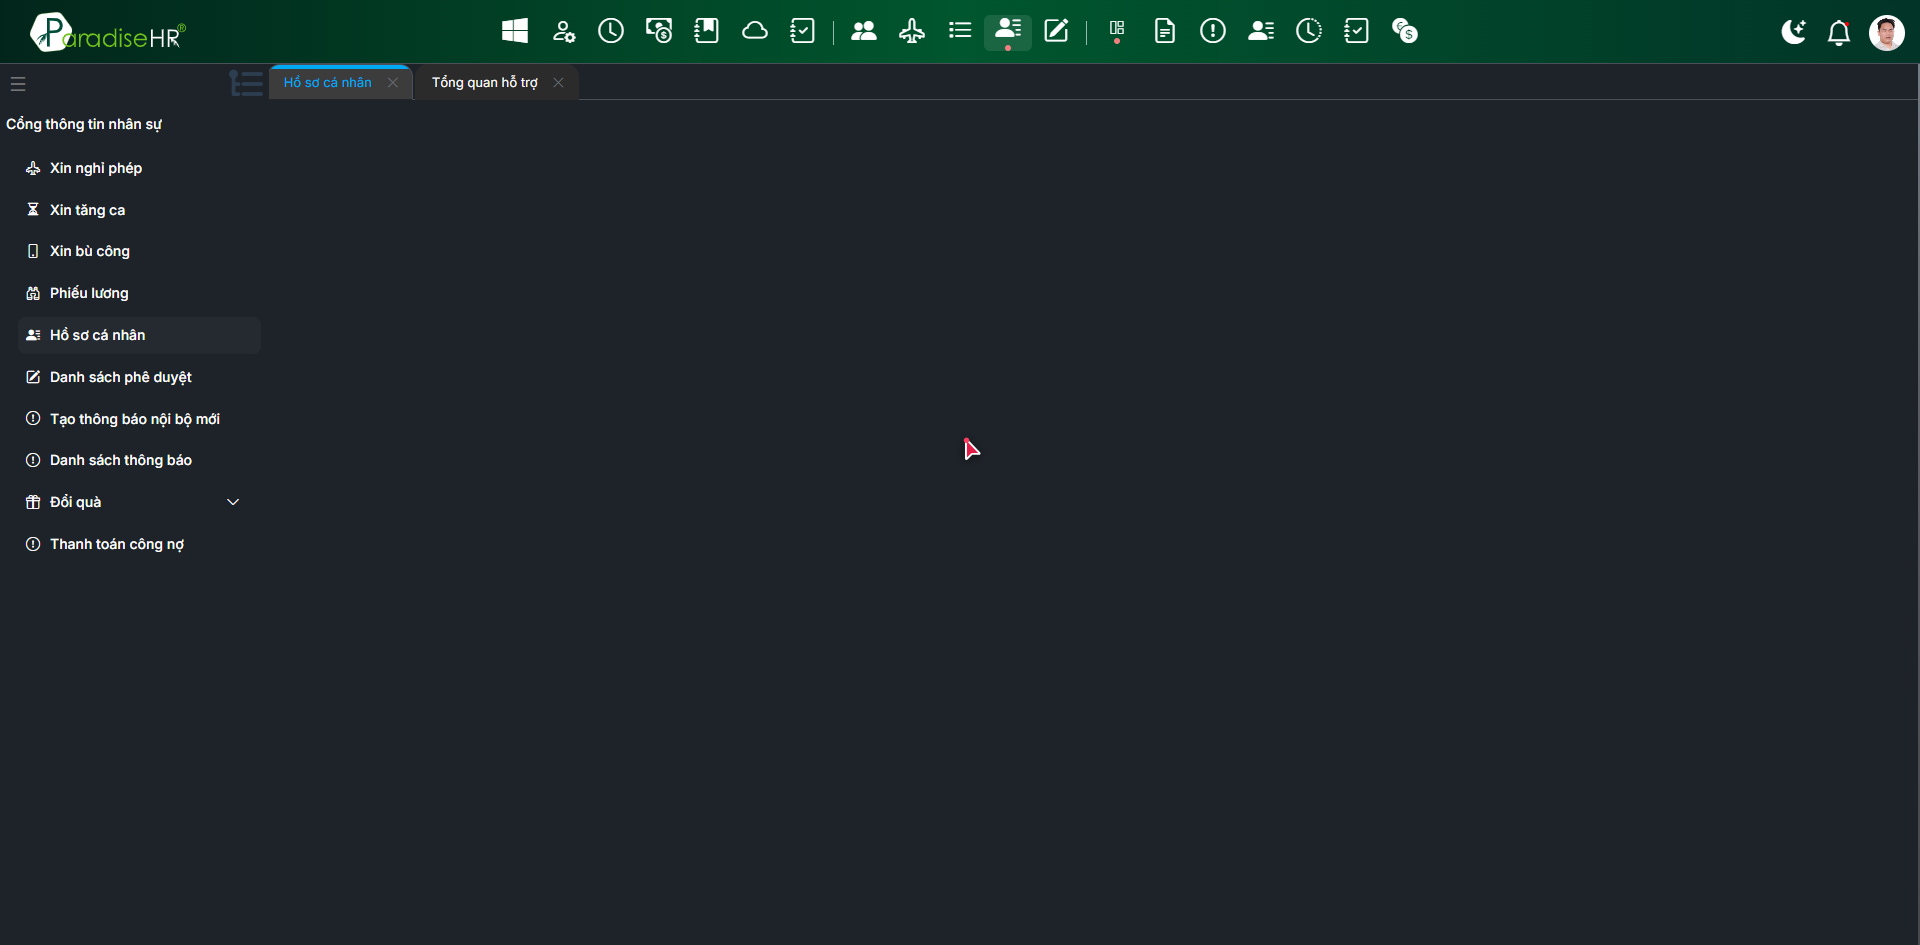 ParadiseHR®
Hồ sơ cá nhân
Tổng quan hỗ trợ
Cổng thông tin nhân sự
Xin nghỉ phép
Xin tăng ca
Xin bù công
Phiếu lương
Hồ sơ cá nhân
Danh sách phê duyệt
Tạo thông báo nội bộ mới
Danh sách thông báo
Đổi quà
Thanh toán công nợ